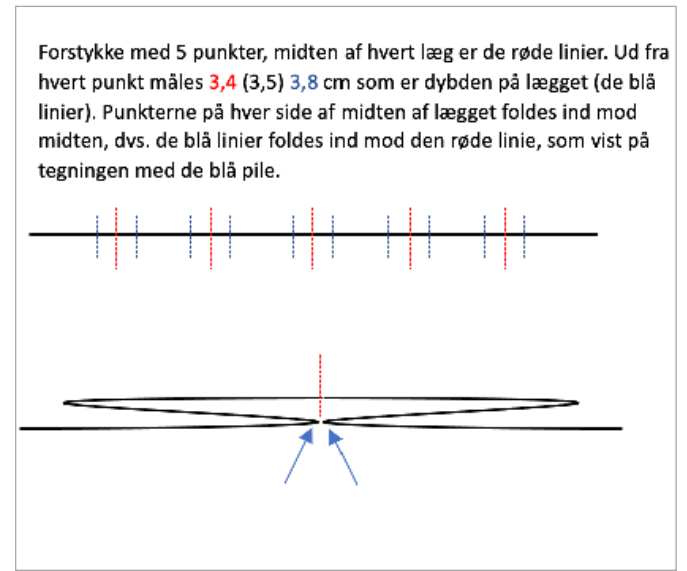 Forstykke med 5 punkter, midten af hvert læg er de røde linier. Ud fra
hvert punkt måles 3,4 (3,5) 3,8 cm som er dybden på lægget (de blå
linier). Punkterne på hver side af midten af lægget foldes ind mod
midten, dvs. de blå linier foldes ind mod den røde linie, som vist på
tegningen med de blå pile.